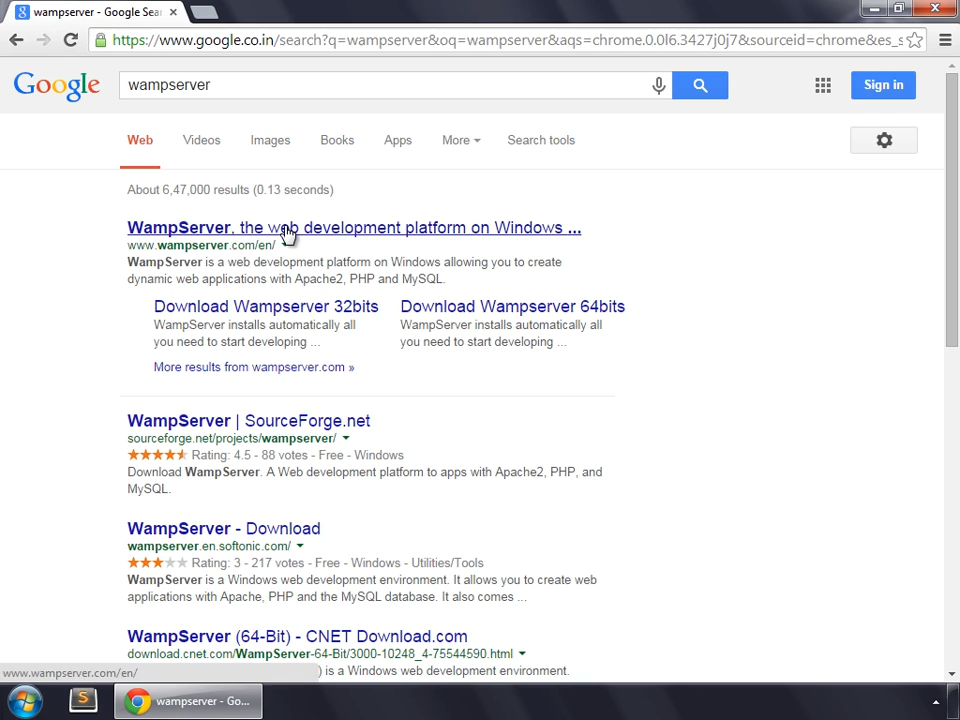 wampserver - Google Sear
https://www.google.co.in/search?q=wampserver&oq=wampserver&aqs=chrome.0.0l6.3427j0j7&sourceid=chrome&es_s
Google
wampserver
Sign in
Web Videos Images Books Apps More Search tools
About 6,47,000 results (0.13 seconds)
WampServer, the web development platform on Windows ...
www.wampserver.com/en/
WampServer is a web development platform on Windows allowing you to create
dynamic web applications with Apache2, PHP and MySQL.
Download Wampserver 32bits
WampServer installs automatically all
you need to start developing ...
Download Wampserver 64bits
WampServer installs automatically all
you need to start developing ...
More results from wampserver.com »
WampServer | SourceForge.net
sourceforge.net/projects/wampserver/
Rating: 4.5 - 88 votes - Free - Windows
Download WampServer. A Web development platform to apps with Apache2, PHP, and
MySQL.
WampServer - Download
wampserver.en.softonic.com/
Rating: 3 - 217 votes - Free - Windows - Utilities/Tools
WampServer is a Windows web development environment. It allows you to create web
applications with Apache, PHP and the MySQL database. It also comes ...
WampServer (64-Bit) - CNET Download.com
download.cnet.com/WampServer-64-Bit/3000-10248_4-75544590.html
) is a Windows web development environment.
www.wampserver.com/en/
wampserver - Go...